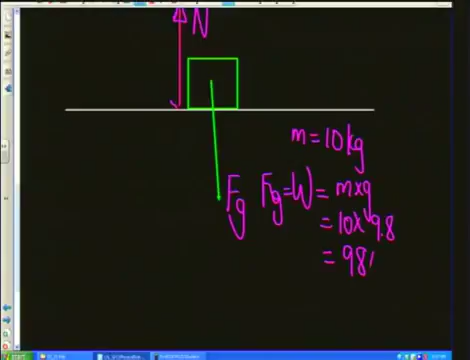 N
m = 10 kg
Fg Fg = W = m x g
= 10 x 9.8
= 98